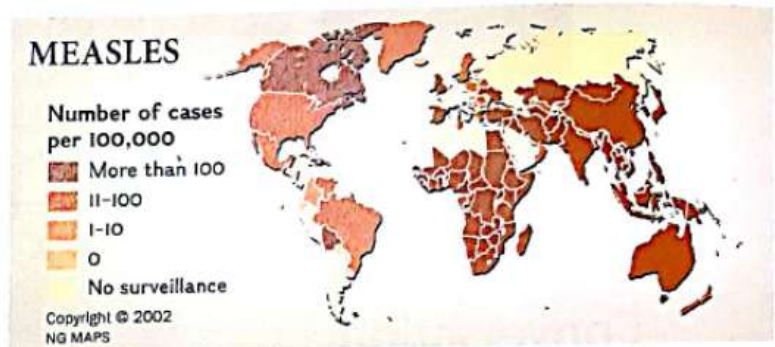 MEASLES
Number of cases
per 100,000
More than 100
11-100
1-10
0
No surveillance
Copyright © 2002
NG MAPS